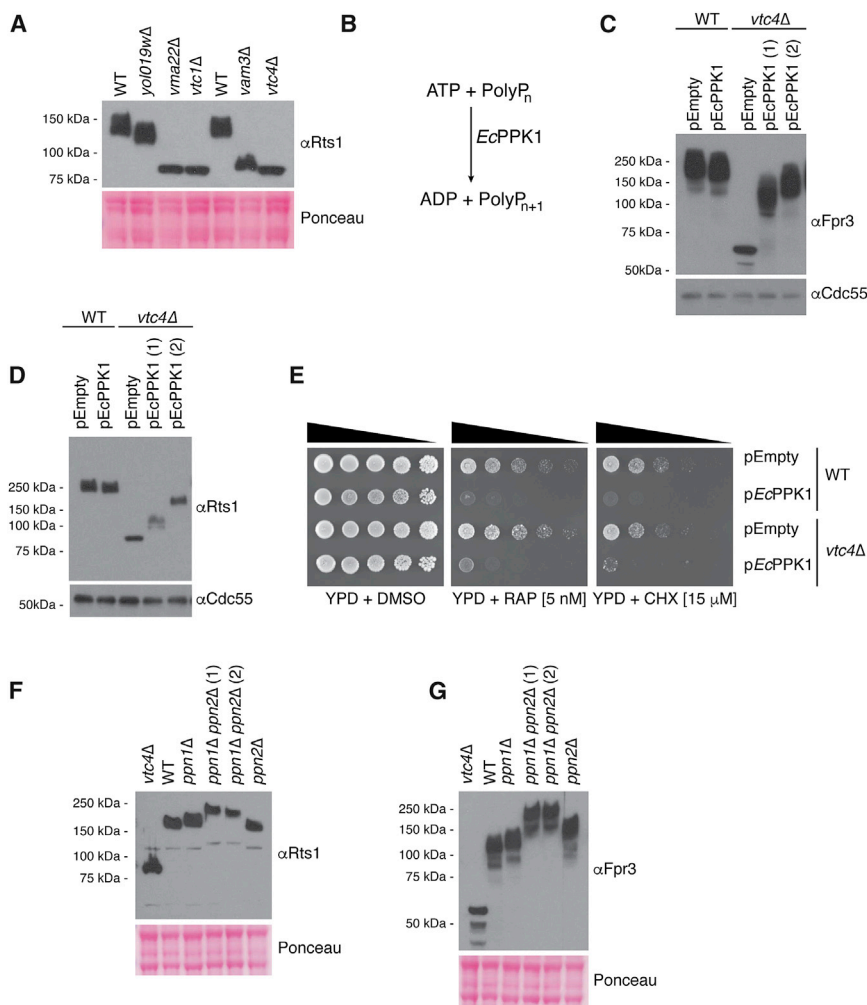 A
WT
yol019wΔ
vma22Δ
vtc1Δ
WT
vam3Δ
vtc4Δ
150 kDa -
100 kDa -
75 kDa -
αRts1
Ponceau
B
ATP + PolyPn
EcPPK1
ADP + PolyPn+1
C
WT
vtc4Δ
pEmpty
pEcPPK1
pEmpty
pEcPPK1 (1)
pEcPPK1 (2)
250 kDa -
150 kDa -
100 kDa -
75 kDa -
50kDa -
αFpr3
αCdc55
D
WT
vtc4Δ
pEmpty
pEcPPK1
pEmpty
pEcPPK1 (1)
pEcPPK1 (2)
250 kDa -
150 kDa -
100 kDa -
75 kDa -
αRts1
50kDa -
αCdc55
E
pEmpty
pEcPPK1
WT
pEmpty
pEcPPK1
vtc4Δ
YPD + DMSO
YPD + RAP [5 nM]
YPD + CHX [15 μM]
F
vtc4Δ
WT
ppn1Δ
ppn1Δ ppn2Δ (1)
ppn1Δ ppn2Δ (2)
ppn2Δ
250 kDa -
150 kDa -
100 kDa -
75 kDa -
αRts1
Ponceau
G
vtc4Δ
WT
ppn1Δ
ppn1Δ ppn2Δ (1)
ppn1Δ ppn2Δ (2)
ppn2Δ
250 kDa -
150 kDa -
100 kDa -
75 kDa -
50 kDa -
αFpr3
Ponceau